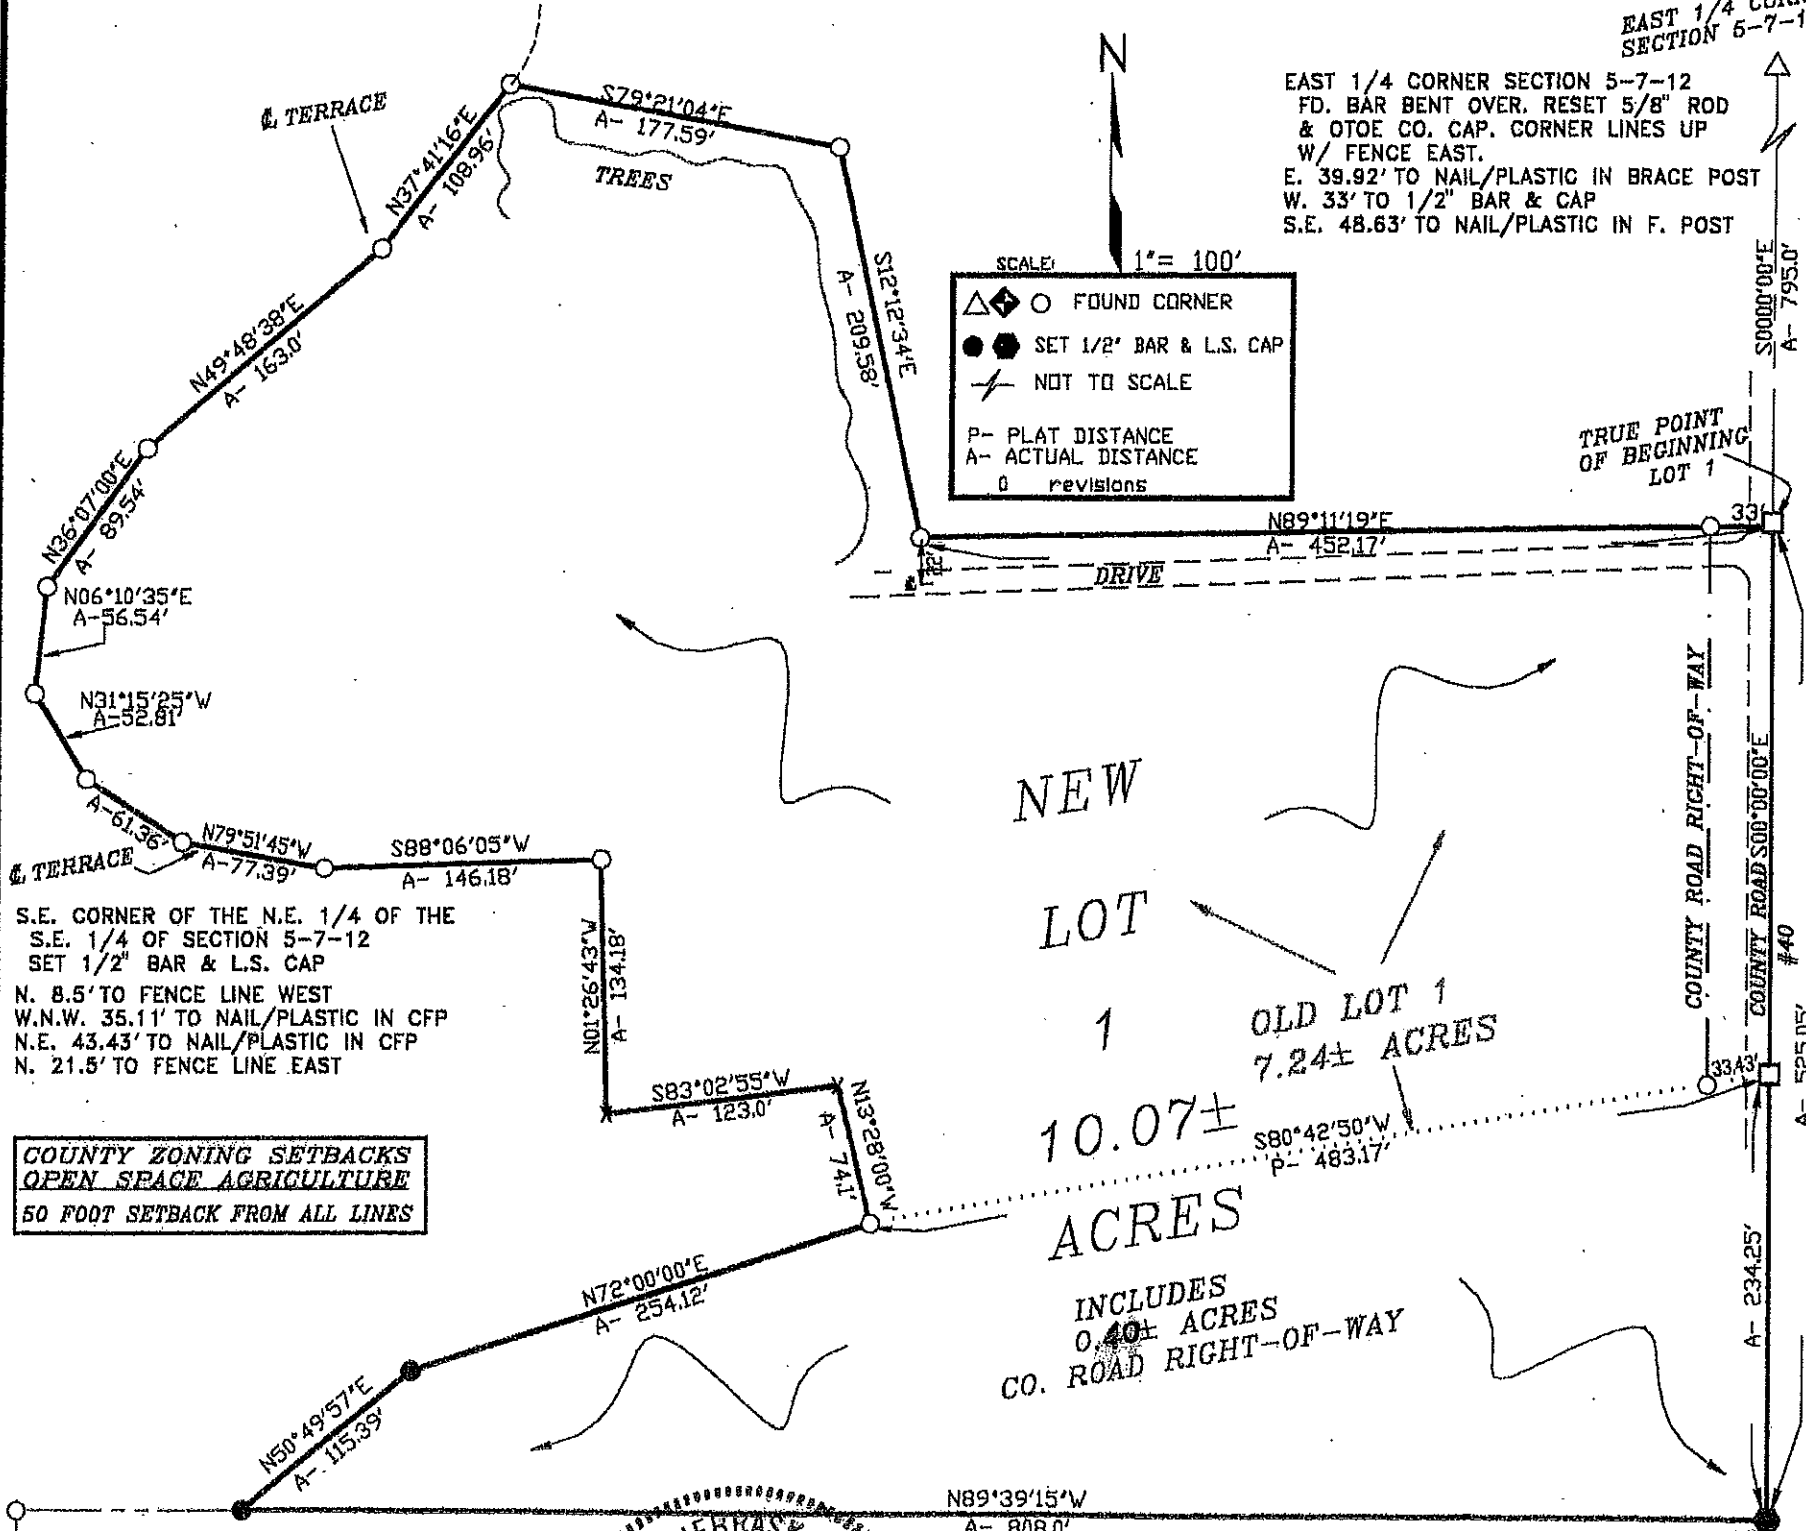 EAST 1/4
SECTION 5-7-1
N
EAST 1/4 CORNER SECTION 5-7-12
FD. BAR BENT OVER. RESET 5/8" ROD
& OTOE CO. CAP. CORNER LINES UP
W/ FENCE EAST.
E. 39.92' TO NAIL/PLASTIC IN BRACE POST
W. 33' TO 1/2" BAR & CAP
S.E. 48.63' TO NAIL/PLASTIC IN F. POST
℄ TERRACE
S79°21'04"E
A- 177.59'
N37°41'16"E
A- 108.96'
TREES
S12°12'34"E
A- 209.58'
SCALE: 1"= 100'
FOUND CORNER
SET 1/2" BAR & L.S. CAP
NOT TO SCALE
P- PLAT DISTANCE
A- ACTUAL DISTANCE
0 revisions
S00°00'00"E
A- 795.0'
TRUE POINT
OF BEGINNING
LOT 1
N49°48'38"E
A- 163.0'
N36°07'00"E
A- 89.54'
N89°11'19"E
A- 452.17'
33'
DRIVE
N06°10'35"E
A-56.54'
N31°15'25"W
A-52.81'
A-61.36'
N79°51'45"W
A-77.39'
S88°06'05"W
A- 146.18'
℄ TERRACE
NEW
LOT
1
10.07±
ACRES
INCLUDES
0.40± ACRES
CO. ROAD RIGHT-OF-WAY
OLD LOT 1
7.24± ACRES
COUNTY ROAD RIGHT-OF-WAY
COUNTY ROAD S00°00'00"E
#40
A- 525.05'
S.E. CORNER OF THE N.E. 1/4 OF THE
S.E. 1/4 OF SECTION 5-7-12
SET 1/2" BAR & L.S. CAP
N. 8.5' TO FENCE LINE WEST
W.N.W. 35.11' TO NAIL/PLASTIC IN CFP
N.E. 43.43' TO NAIL/PLASTIC IN CFP
N. 21.5' TO FENCE LINE EAST
N01°26'43"W
A- 134.18'
S83°02'55"W
A- 123.0'
N13°28'00"W
A- 74.1'
S80°42'50"W
P- 483.17'
33.43'
COUNTY ZONING SETBACKS
OPEN SPACE AGRICULTURE
50 FOOT SETBACK FROM ALL LINES
N72°00'00"E
A- 254.12'
A- 234.25'
N50°49'57"E
A- 115.39'
N89°39'15"W
A- 808.0'